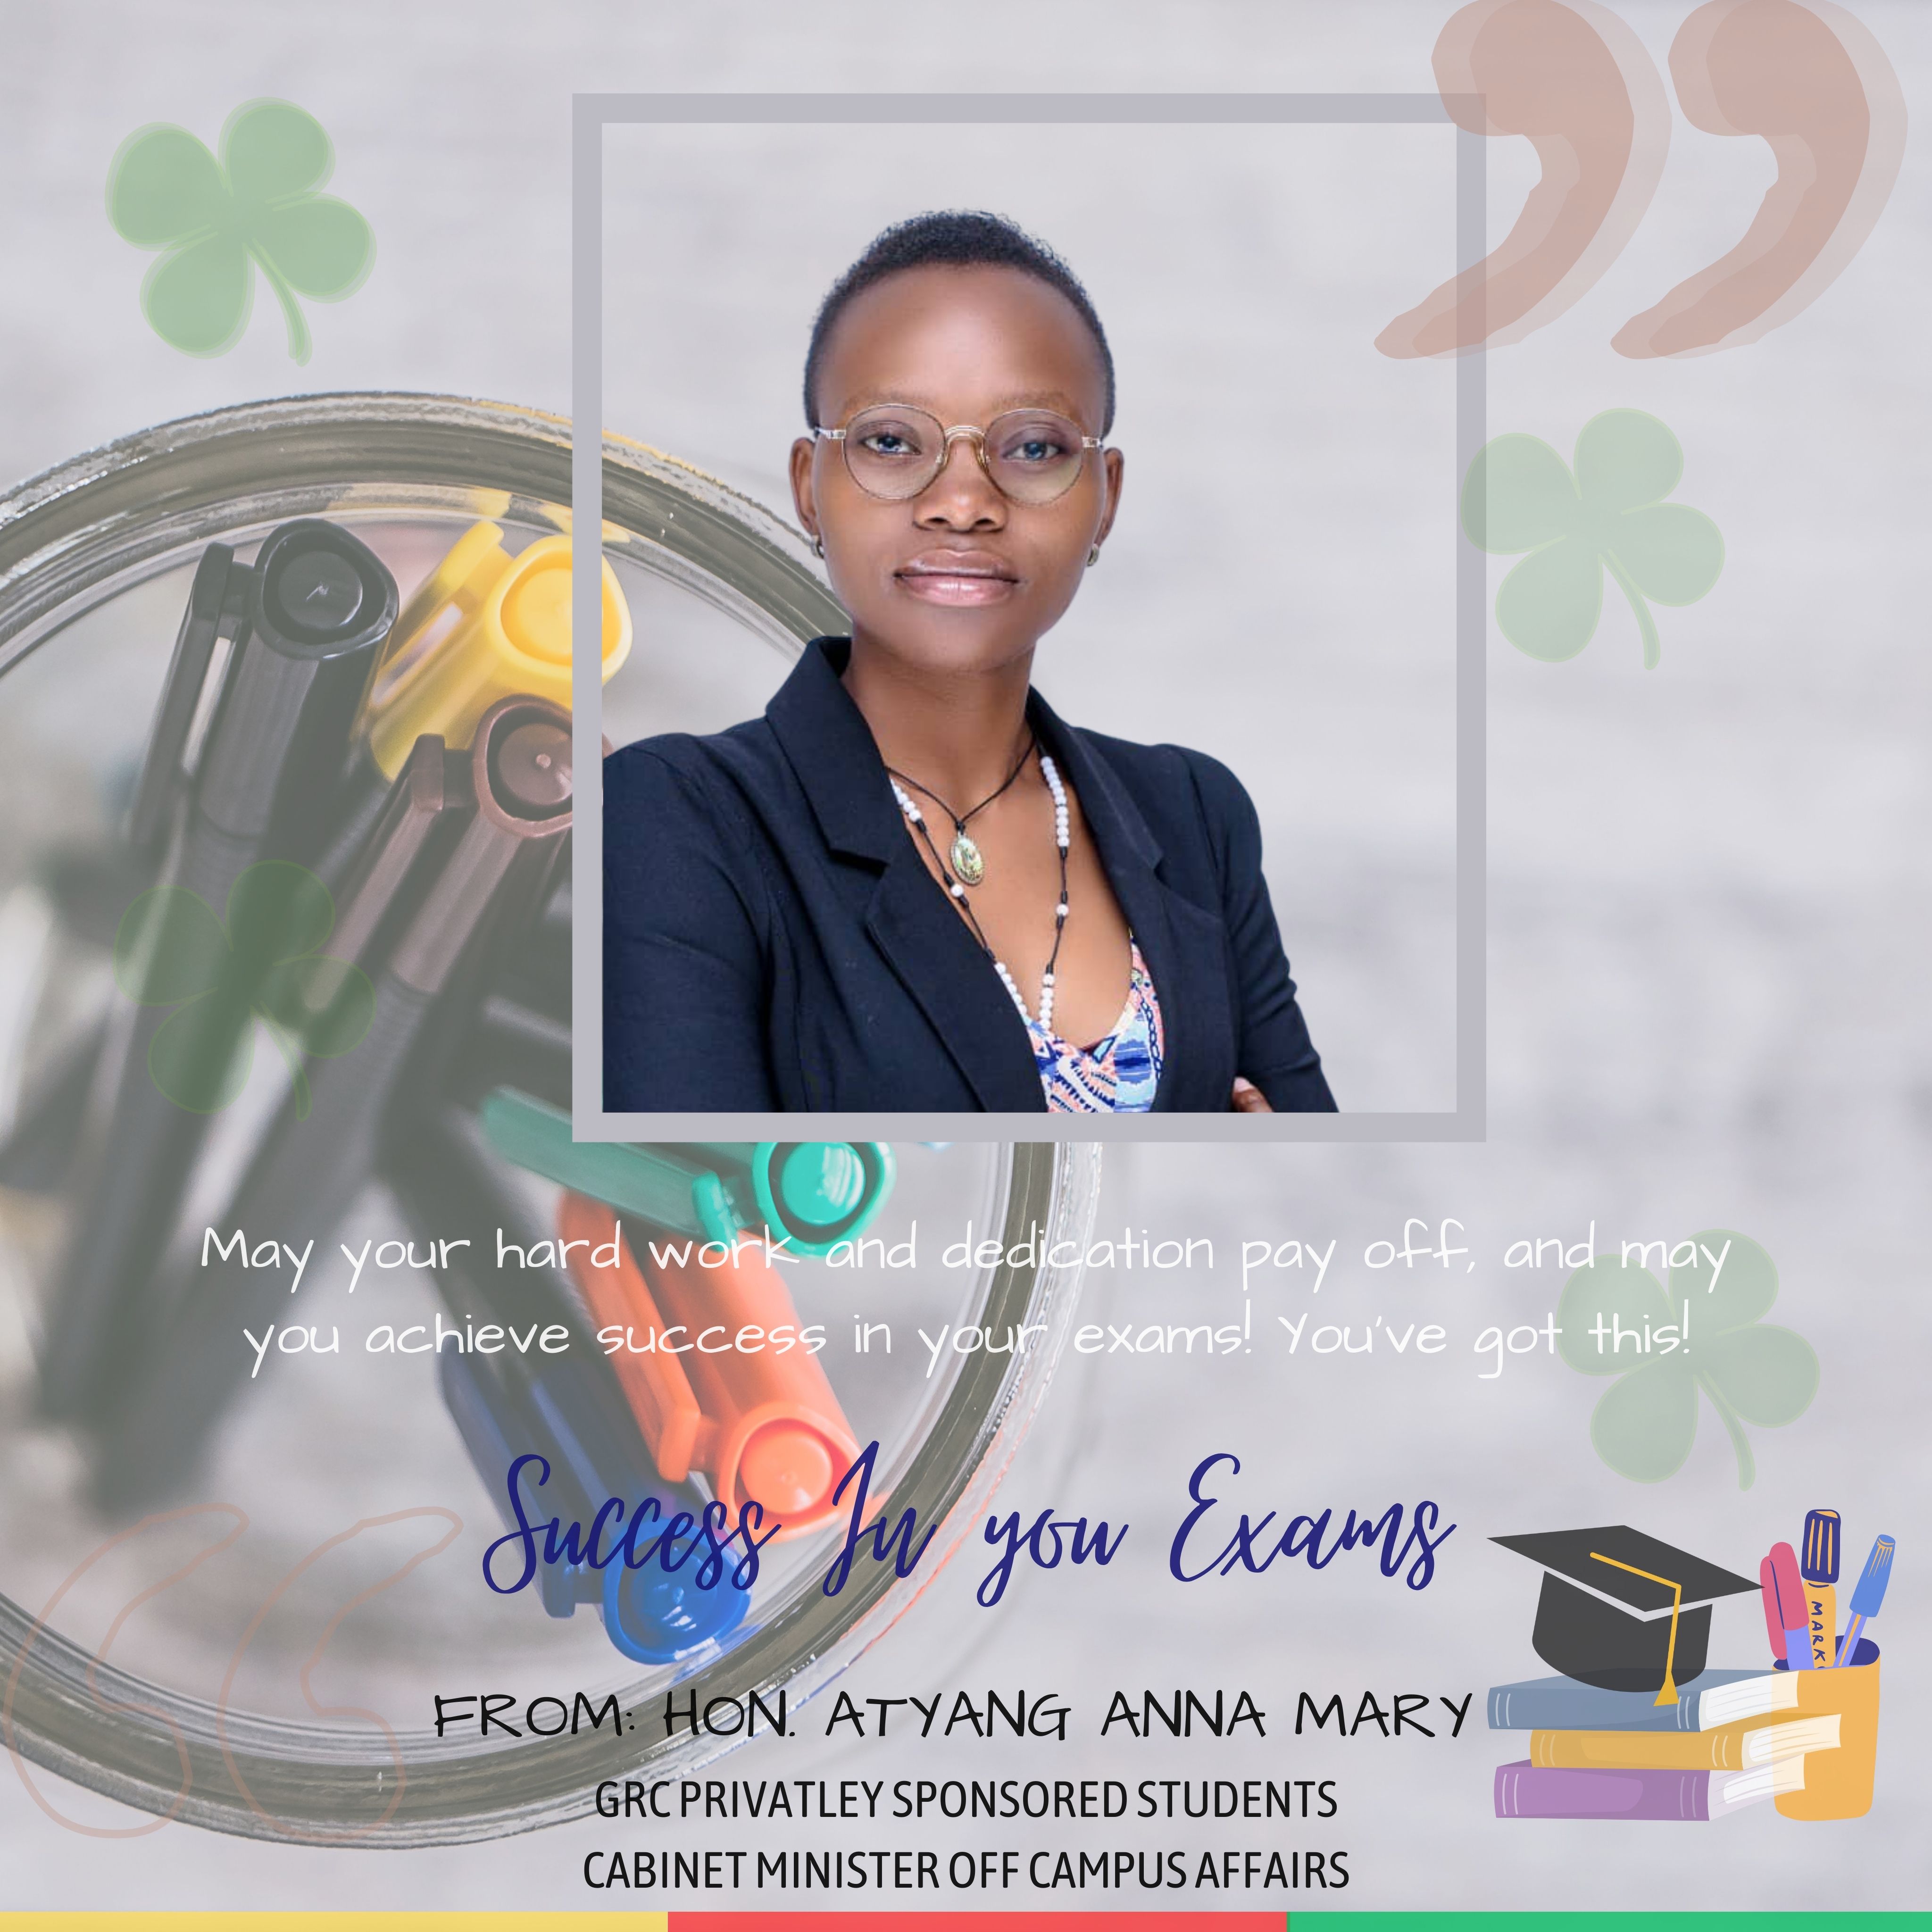 May your hard work and dedication pay off, and may
you achieve success in your exams! You've got this!
Success In you Exams
MARK
FROM: HON. ATYANG ANNA MARY
GRC PRIVATLEY SPONSORED STUDENTS
CABINET MINISTER OFF CAMPUS AFFAIRS